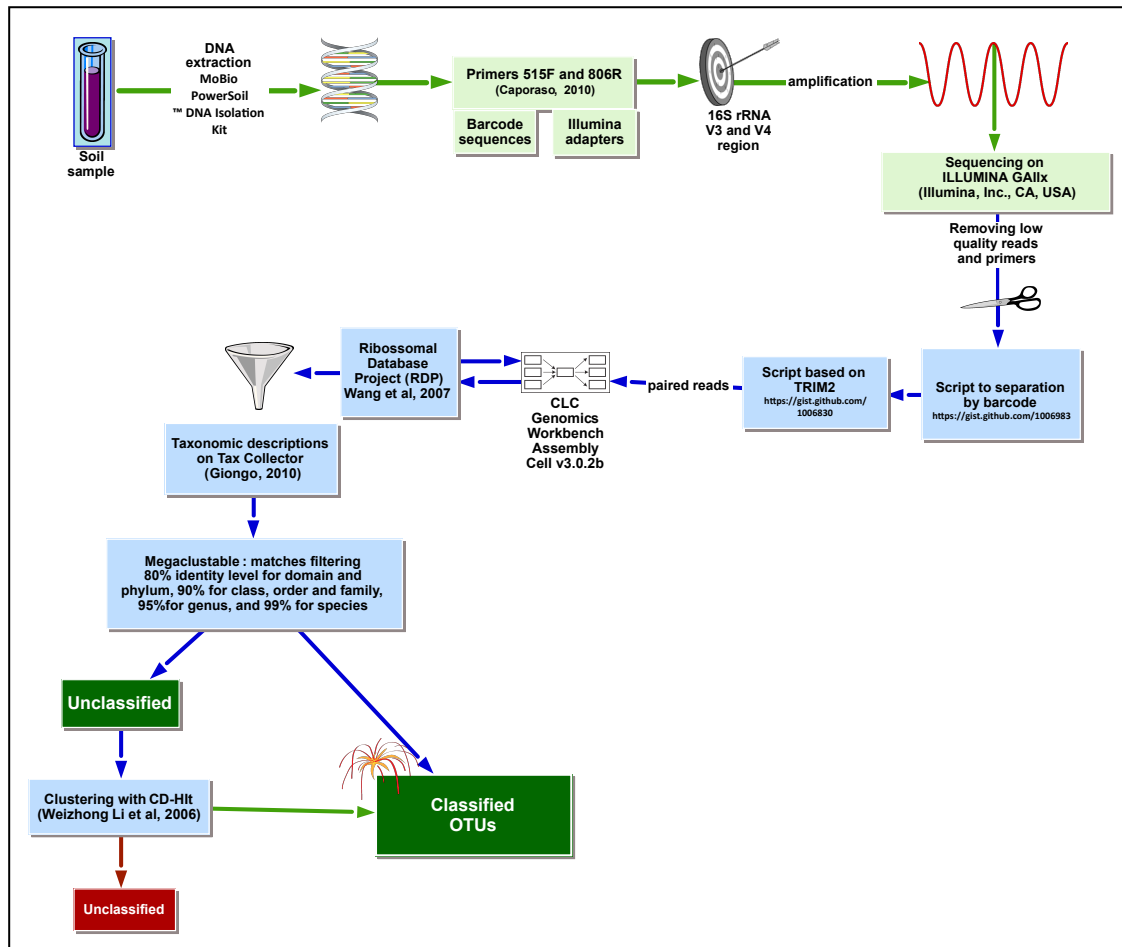 DNA
extraction
MoBio
PowerSoil
™ DNA Isolation
Kit
Soil
sample
Primers 515F and 806R
(Caporaso, 2010)
Barcode
sequences
Illumina
adapters
16S rRNA
V3 and V4
region
amplification
Sequencing on
ILLUMINA GAIIx
(Illumina, Inc., CA, USA)
Removing low
quality reads
and primers
Script to separation
by barcode
https://gist.github.com/1006983
Script based on
TRIM2
https://gist.github.com/
1006830
paired reads
CLC
Genomics
Workbench
Assembly
Cell v3.0.2b
Ribossomal
Database
Project (RDP)
Wang et al, 2007
Taxonomic descriptions
on Tax Collector
(Giongo, 2010)
Megaclustable : matches filtering
80% identity level for domain and
phylum, 90% for class, order and family,
95%for genus, and 99% for species
Unclassified
Clustering with CD-HIt
(Weizhong Li et al, 2006)
Classified
OTUs
Unclassified